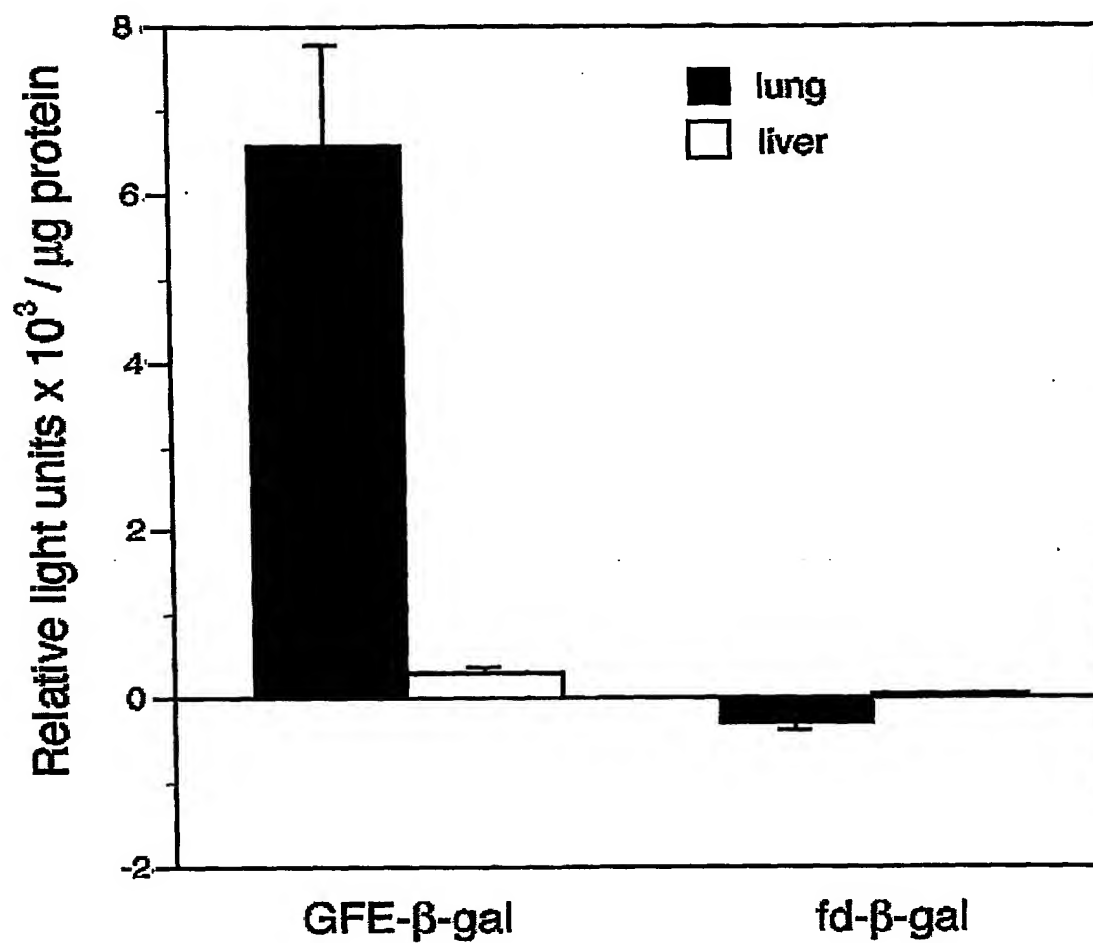 Relative light units x 10³ / µg protein
8
6
4
2
0
-2
lung
liver
GFE-β-gal
fd-β-gal